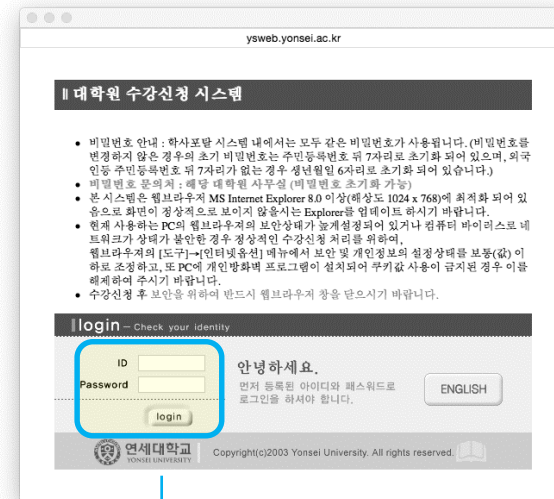 ysweb.yonsei.ac.kr
대학원 수강신청 시스템
• 비밀번호 안내 : 학사포탈 시스템 내에서는 모두 같은 비밀번호가 사용됩니다. (비밀번호를
변경하지 않은 경우의 초기 비밀번호는 주민등록번호 뒤 7자리로 초기화 되어 있으며, 외국
인등 주민등록번호 뒤 7자리가 없는 경우 생년월일 6자리로 초기화 되어 있습니다.)
• 비밀번호 문의처 : 해당 대학원 사무실 (비밀번호 초기화 가능)
• 본 시스템은 웹브라우저 MS Internet Explorer 8.0 이상(해상도 1024 x 768)에 최적화 되어 있
음으로 화면이 정상적으로 보이지 않을시는 Explorer를 업데이트 하시기 바랍니다.
• 현재 사용하는 PC의 웹브라우져의 보안상태가 높게설정되어 있거나 컴퓨터 바이러스로 네
트워크가 상태가 불안한 경우 정상적인 수강신청 처리를 위하여,
웹브라우져의 [도구]→[인터넷옵션] 메뉴에서 보안 및 개인정보의 설정상태를 보통(값) 이
하로 조정하고, 또 PC에 개인방화벽 프로그램이 설치되어 쿠키값 사용이 금지된 경우 이를
해제하여 주시기 바랍니다.
• 수강신청 후 보안을 위하여 반드시 웹브라우저 창을 닫으시기 바랍니다.
login – Check your identity
ID
Password
login
안녕하세요.
먼저 등록된 아이디와 패스워드로
로그인을 하셔야 합니다.
ENGLISH
연세대학교
YONSEI UNIVERSITY
Copyright(c)2003 Yonsei University. All rights reserved.